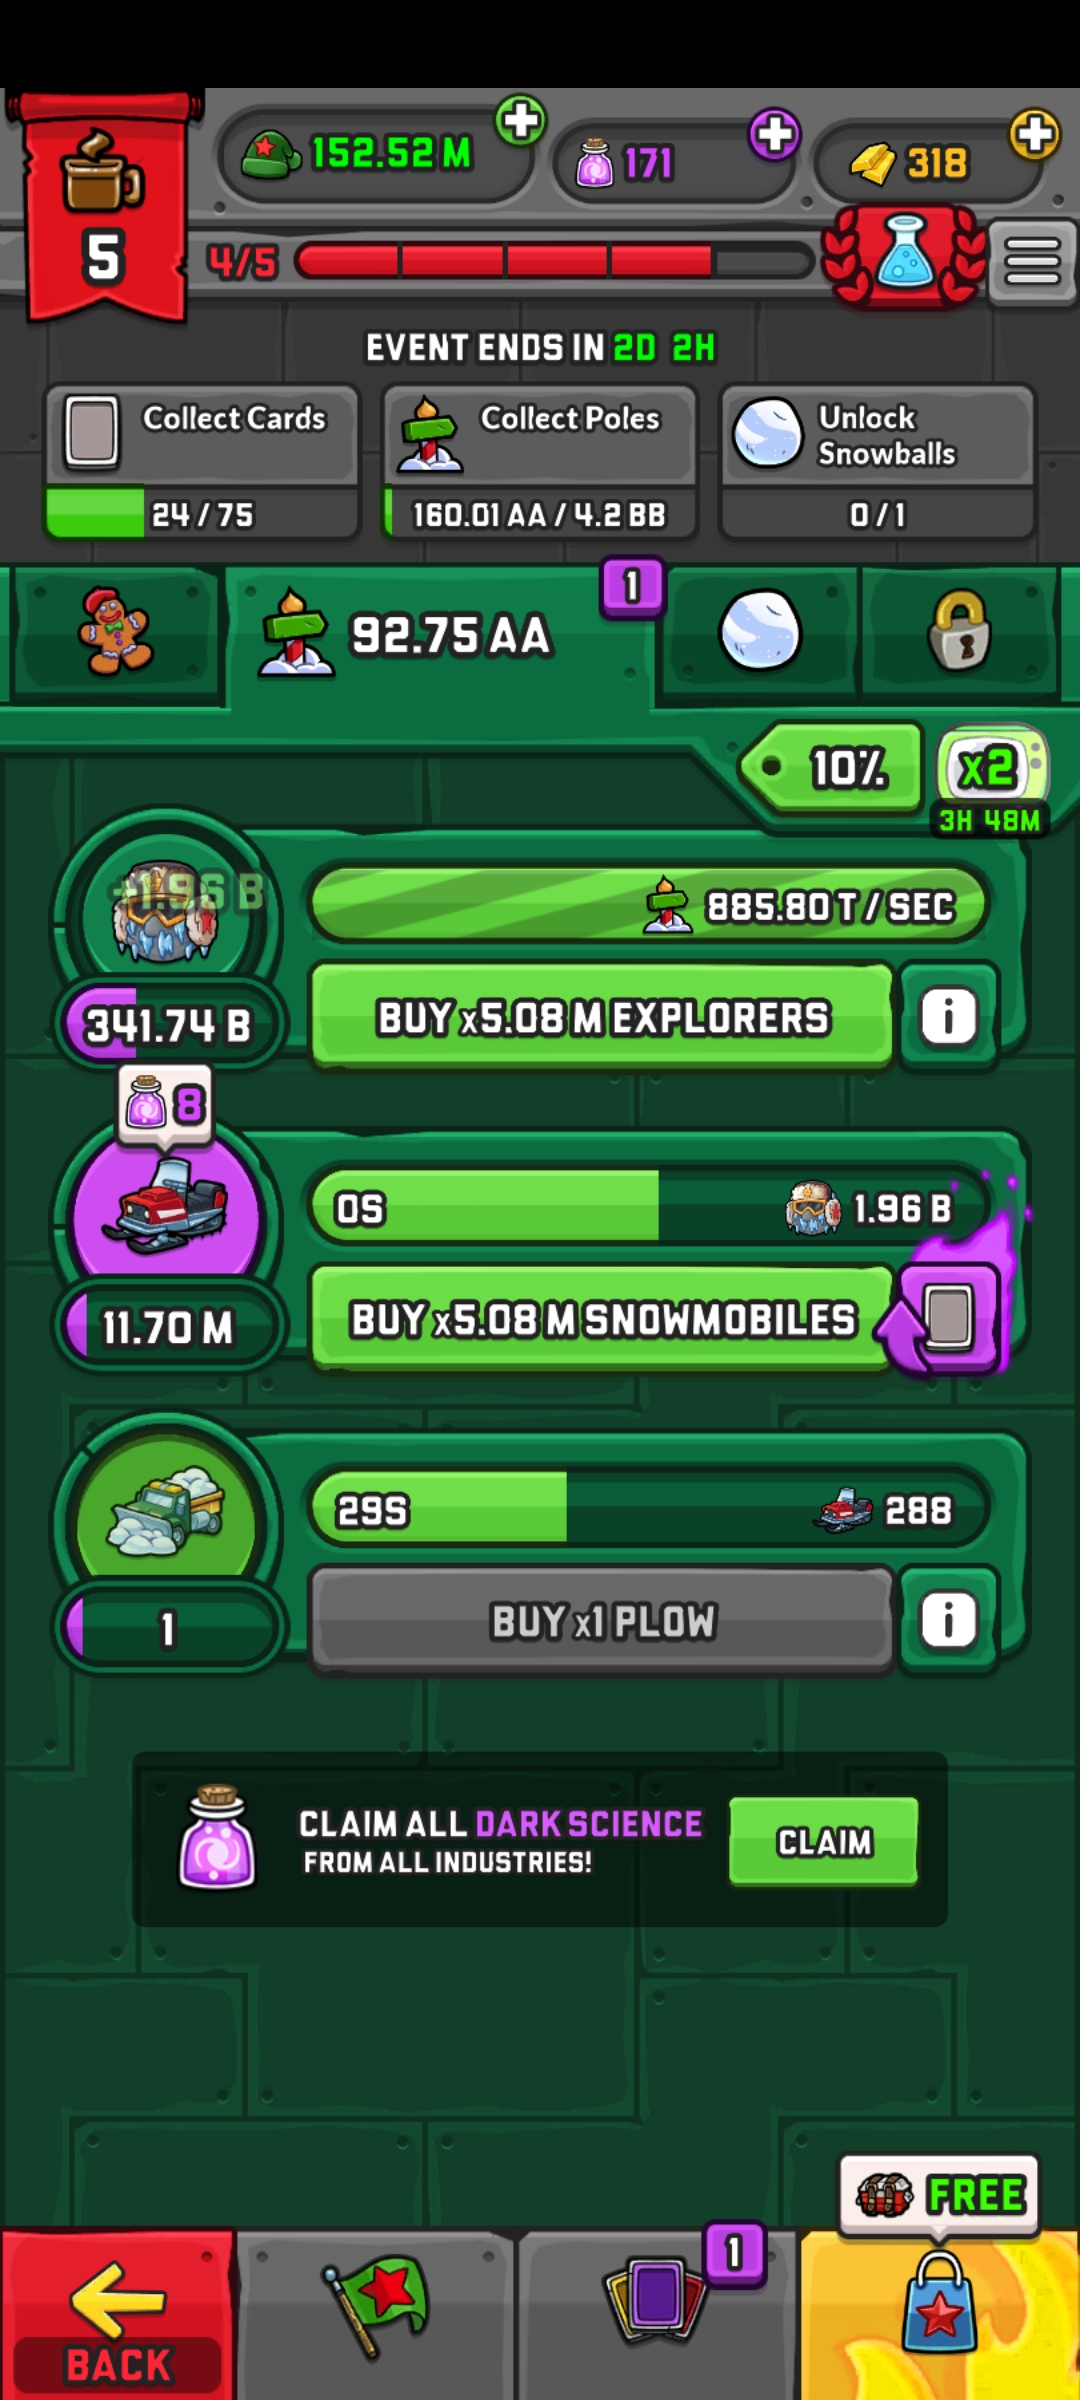 152.52 M
171
318
5
4/5
EVENT ENDS IN 2D 2H
Collect Cards
24 / 75
Collect Poles
160.01 AA / 4.2 BB
Unlock
Snowballs
0 / 1
92.75 AA
1
10%
x2
3H 48M
+1.96 B
885.80 T / SEC
341.74 B
BUY x5.08 M EXPLORERS
i
8
0S
1.96 B
11.70 M
BUY x5.08 M SNOWMOBILES
29S
288
1
BUY x1 PLOW
i
CLAIM ALL DARK SCIENCE
FROM ALL INDUSTRIES!
CLAIM
FREE
1
BACK